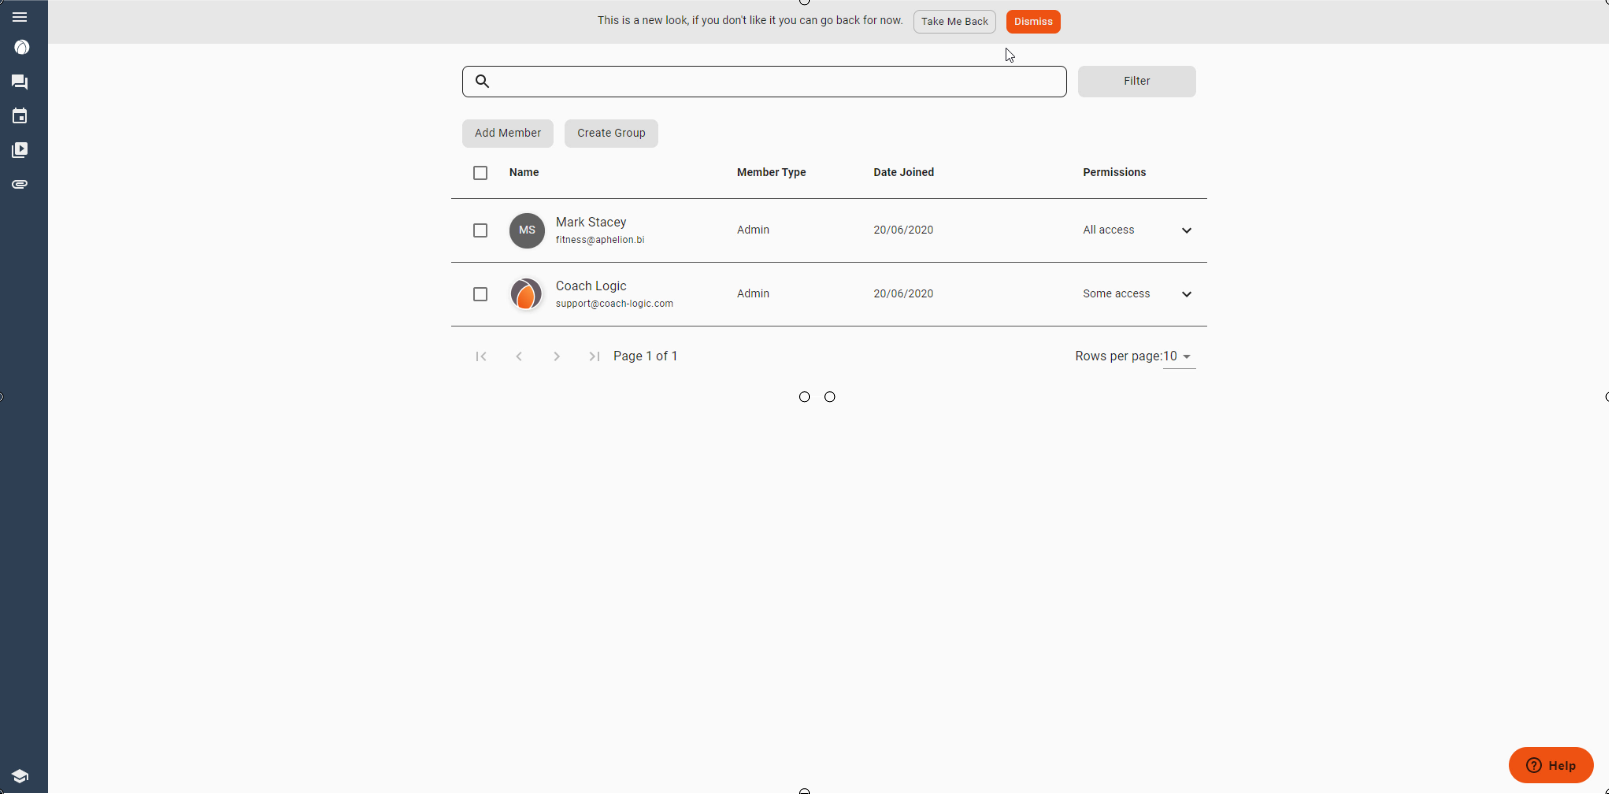 This is a new look, if you don't like it you can go back for now. Take Me Back Dismiss
Filter
Add Member Create Group
Name Member Type Date Joined Permissions
MS Mark Stacey
fitness@aphelion.bi
Admin 20/06/2020 All access
Coach Logic
support@coach-logic.com
Admin 20/06/2020 Some access
Page 1 of 1 Rows per page:10
Help